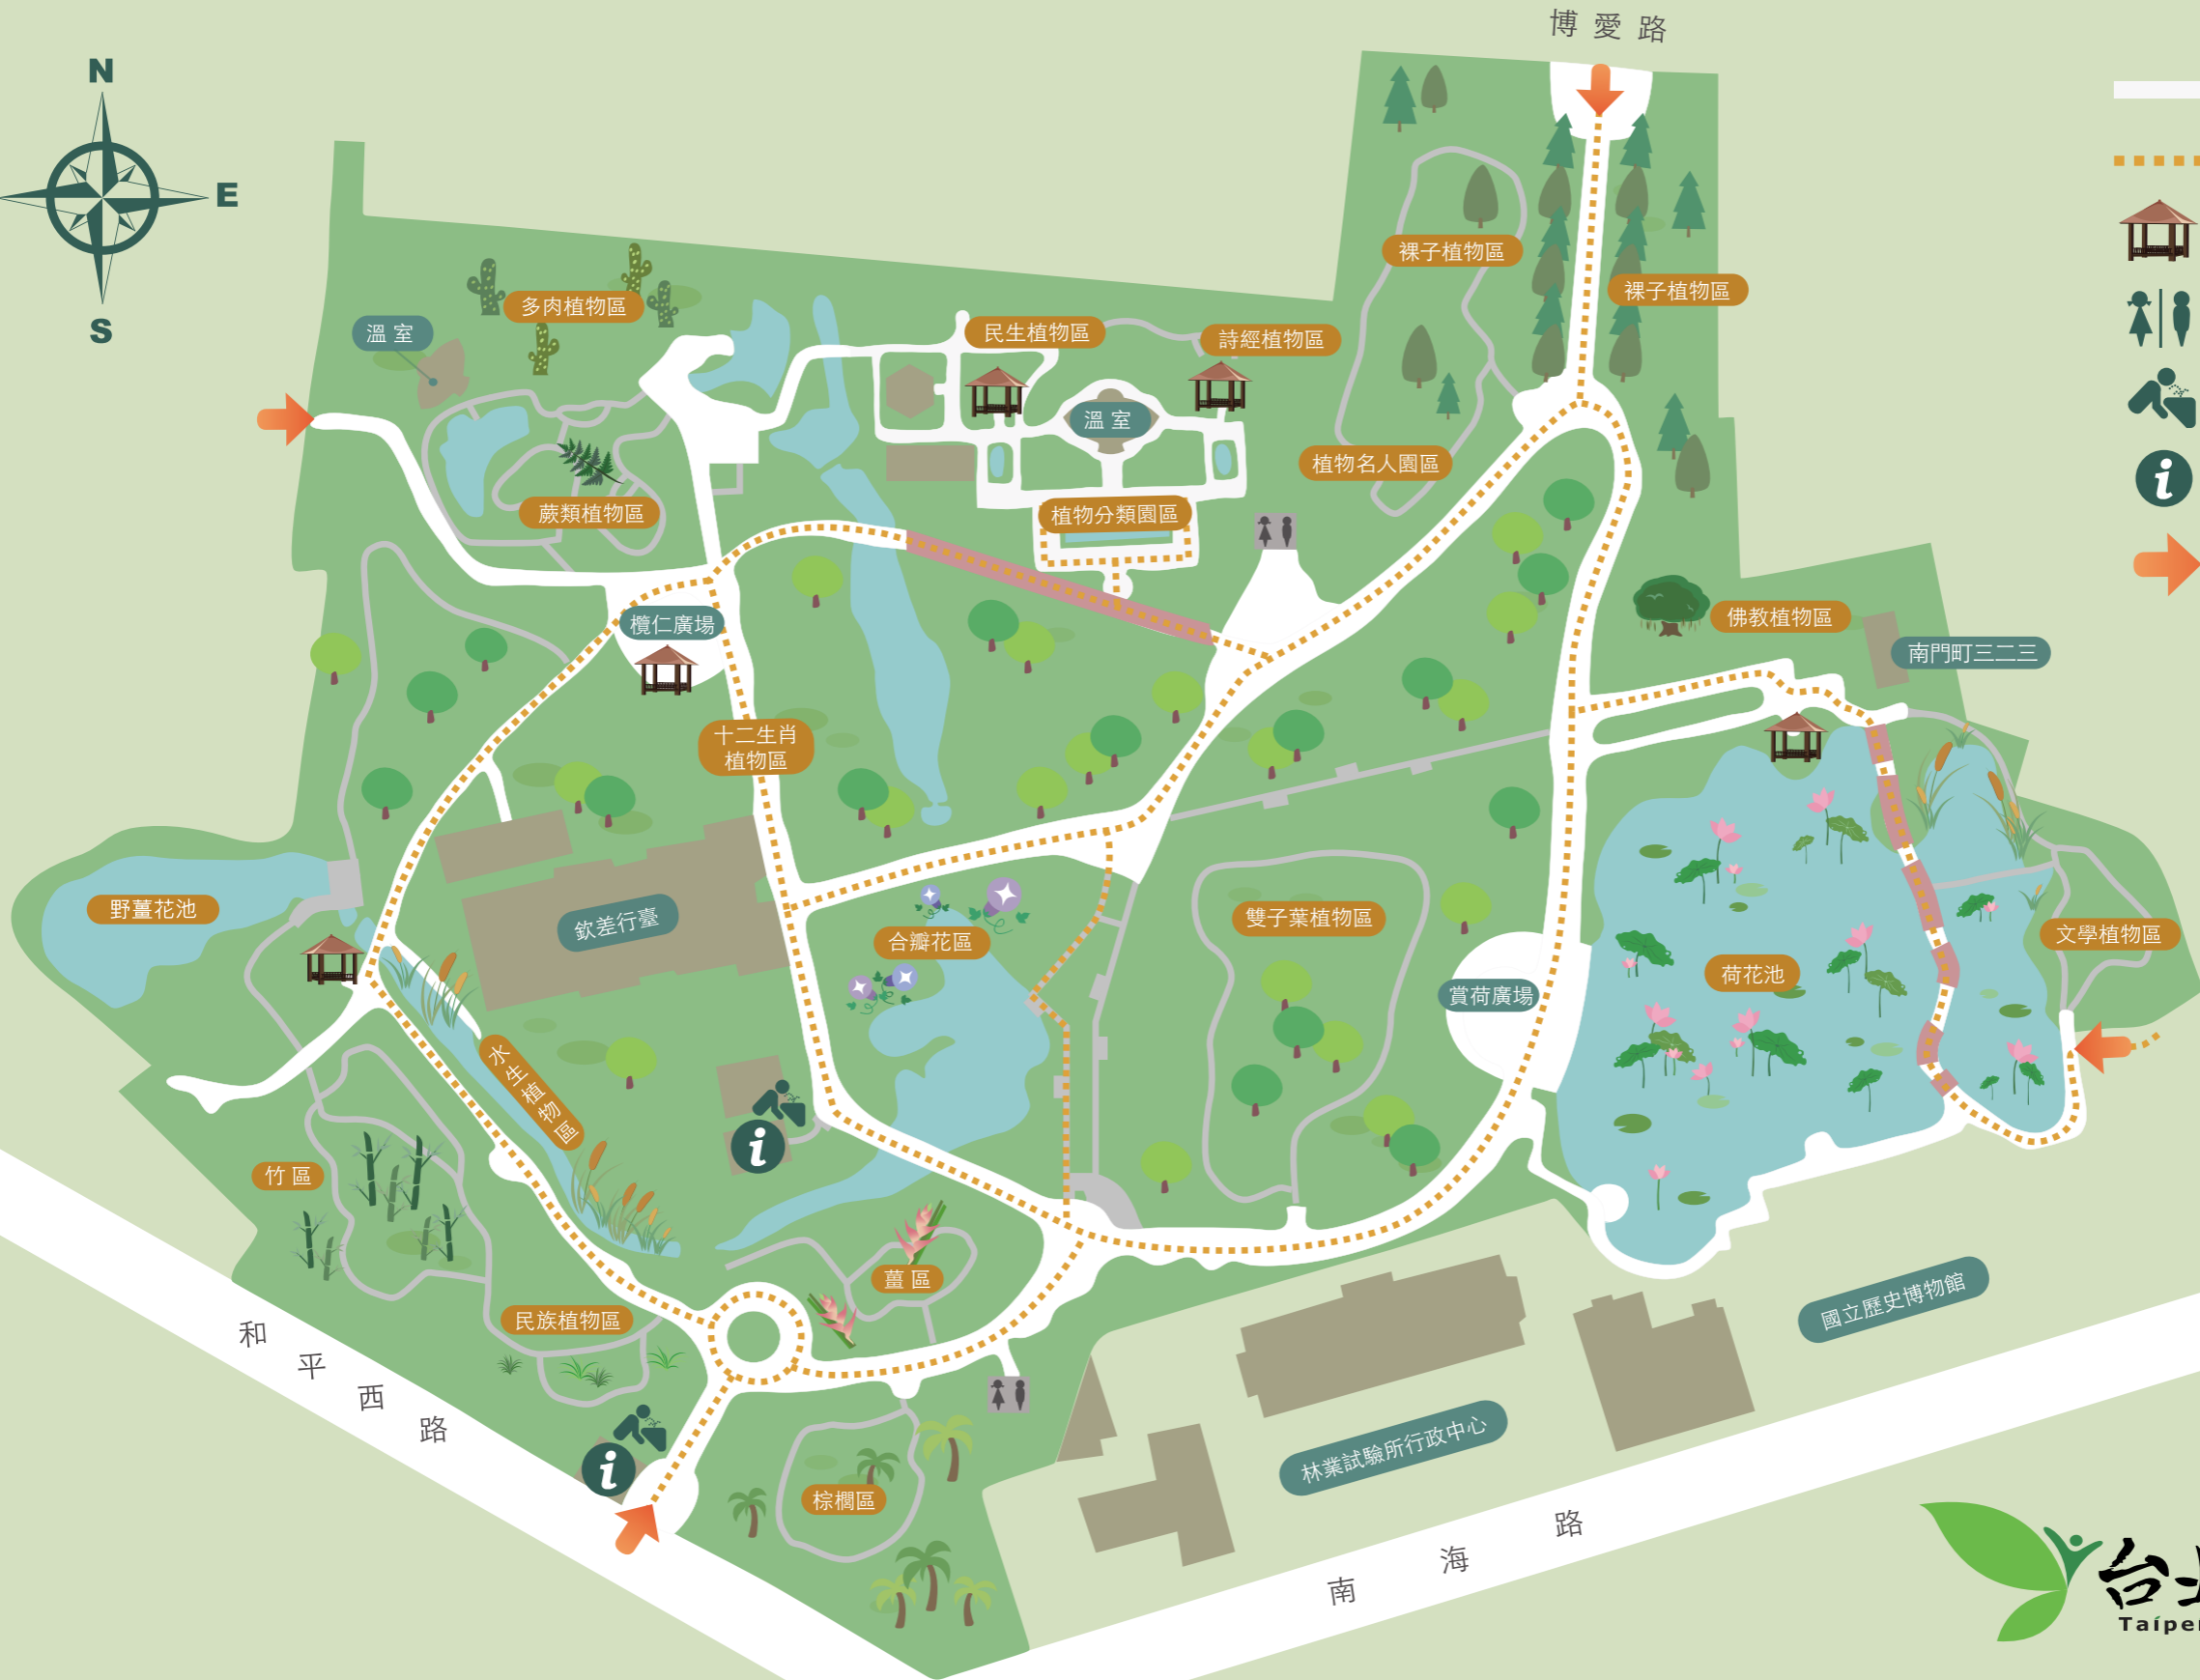 博愛路
N
E
S
裸子植物區
裸子植物區
多肉植物區
溫室
民生植物區
詩經植物區
溫室
植物名人園區
蕨類植物區
植物分類園區
i
欖仁廣場
佛教植物區
南門町三二三
十二生肖
植物區
野薑花池
欽差行臺
合瓣花區
雙子葉植物區
文學植物區
荷花池
賞荷廣場
水生植物區
i
竹區
薑區
民族植物區
國立歷史博物館
和平西路
i
棕櫚區
林業試驗所行政中心
南海路
台